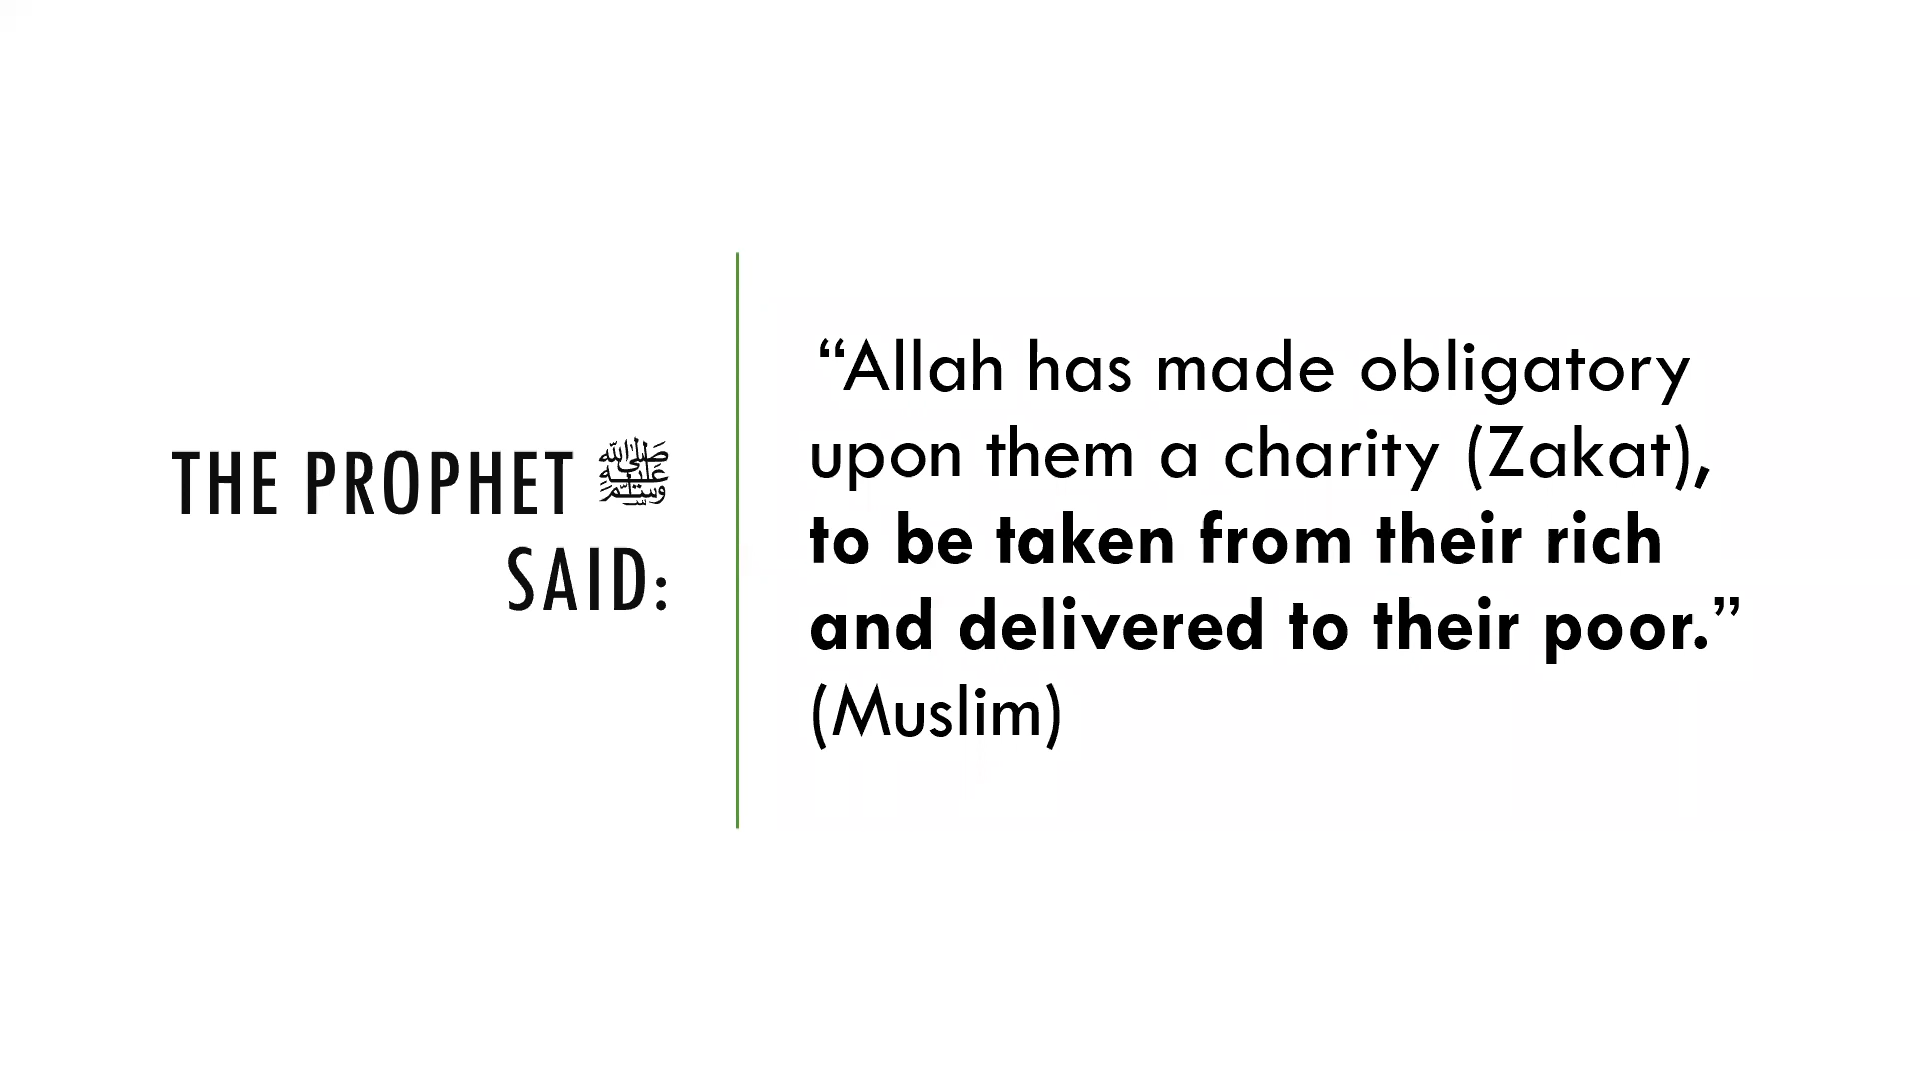 THE PROPHET ﷺ
SAID:
“Allah has made obligatory
upon them a charity (Zakat),
to be taken from their rich
and delivered to their poor.”
(Muslim)